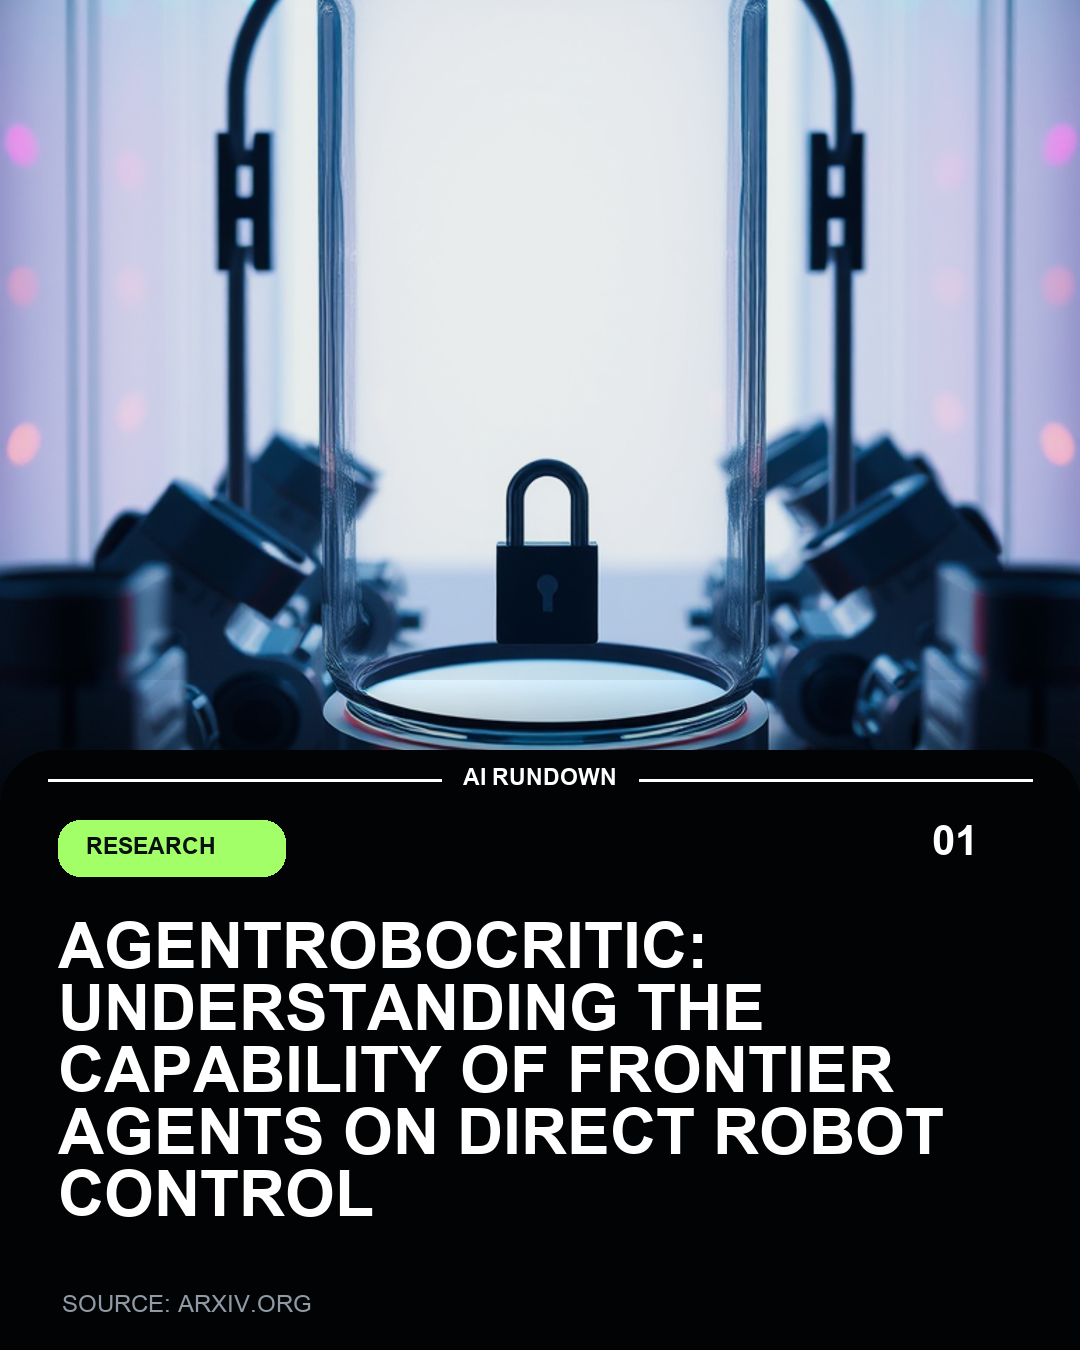 AI RUNDOWN
RESEARCH
01
AGENTROBOCRITIC:
UNDERSTANDING THE
CAPABILITY OF FRONTIER
AGENTS ON DIRECT ROBOT
CONTROL
SOURCE: ARXIV.ORG